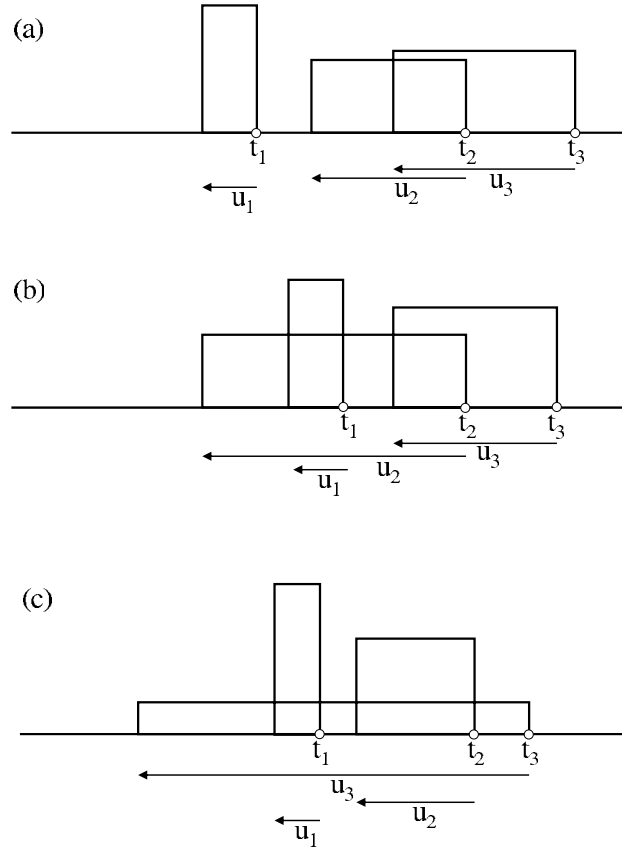 (a)
t₁ t₂ t₃
u₁ u₂ u₃
(b)
t₁ t₂ t₃
u₁ u₂ u₃
(c)
t₁ t₂ t₃
u₃
u₁ u₂